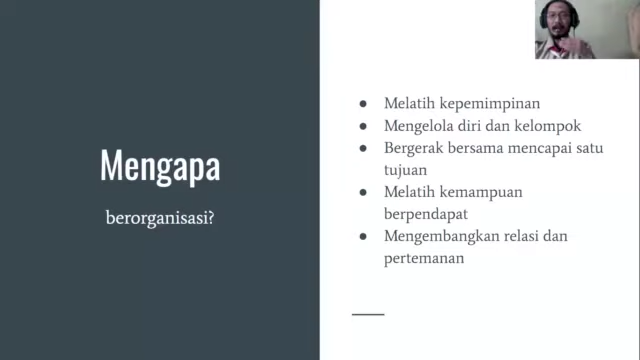 Mengapa
berorganisasi?
● Melatih kepemimpinan
● Mengelola diri dan kelompok
● Bergerak bersama mencapai satu
tujuan
● Melatih kemampuan
berpendapat
● Mengembangkan relasi dan
pertemanan